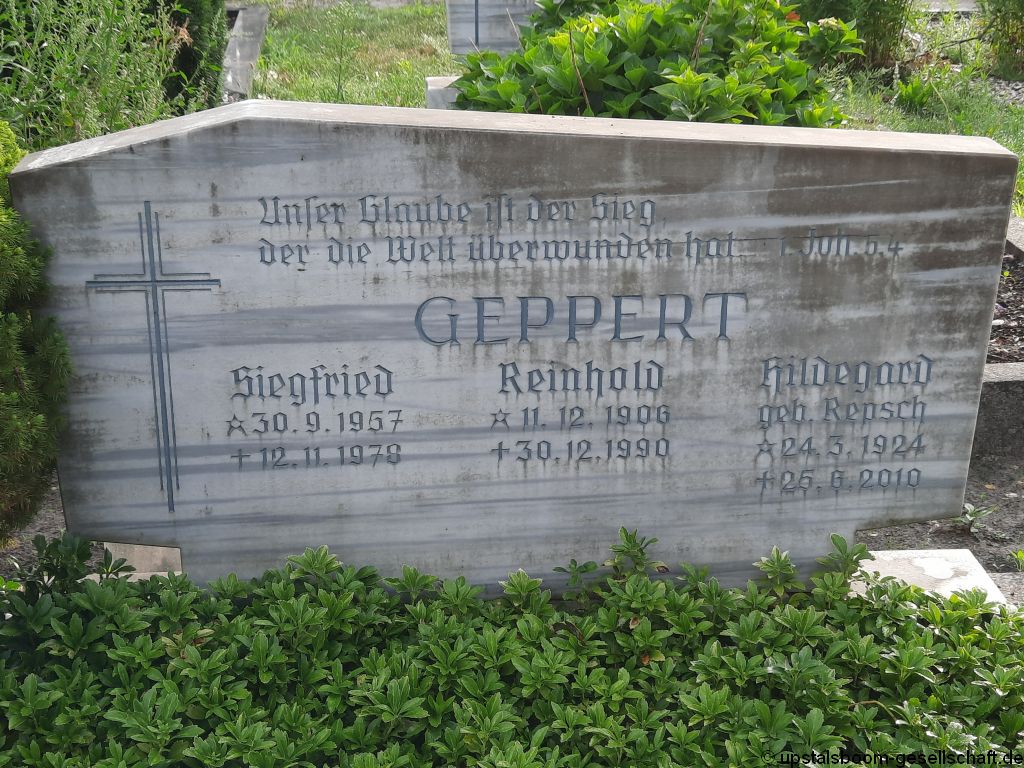 Unser Glaube ist der Sieg,
der die Welt überwunden hat 1. Joh. 5.4
GEPPERT
Siegfried
☆30.9.1957
✝12.11.1978
Reinhold
☆11.12.1906
✝30.12.1990
Hildegard
geb. Repsch
☆24.3.1924
✝25.6.2010
© upstalsboom-gesellschaft.de